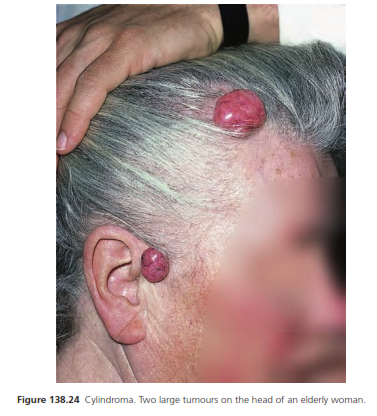 Figure 138.24 Cylindroma. Two large tumours on the head of an elderly woman.